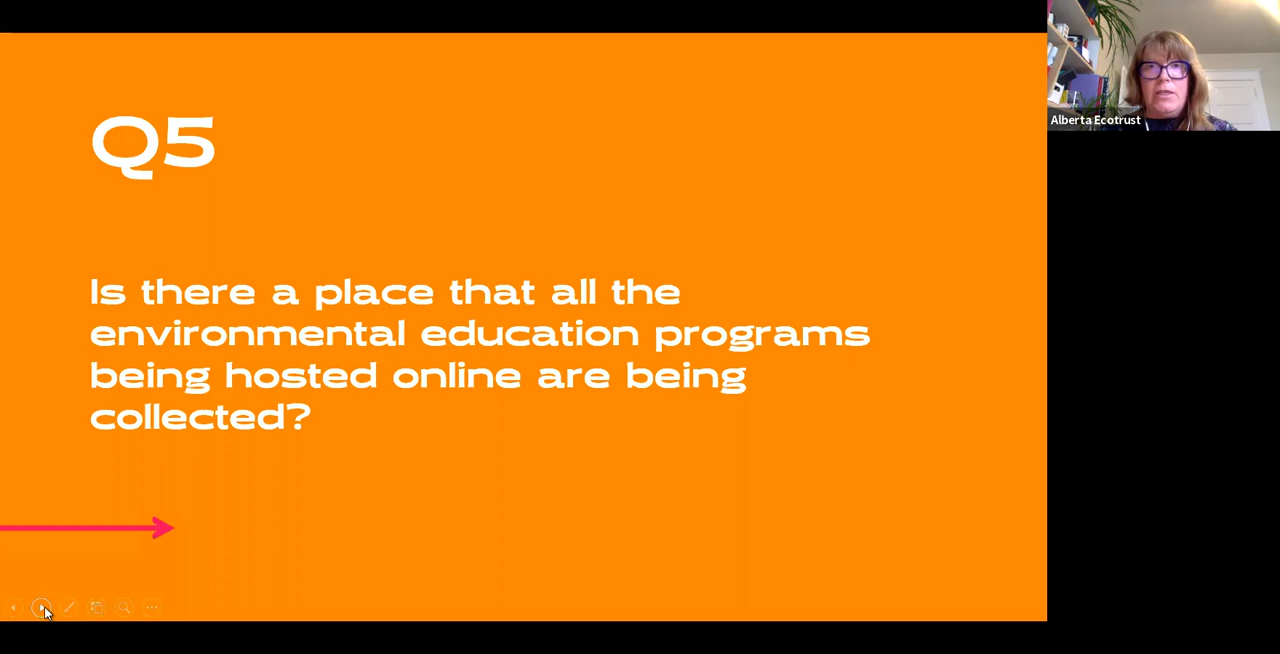 Q5
Is there a place that all the
environmental education programs
being hosted online are being
collected?
Alberta Ecotrust